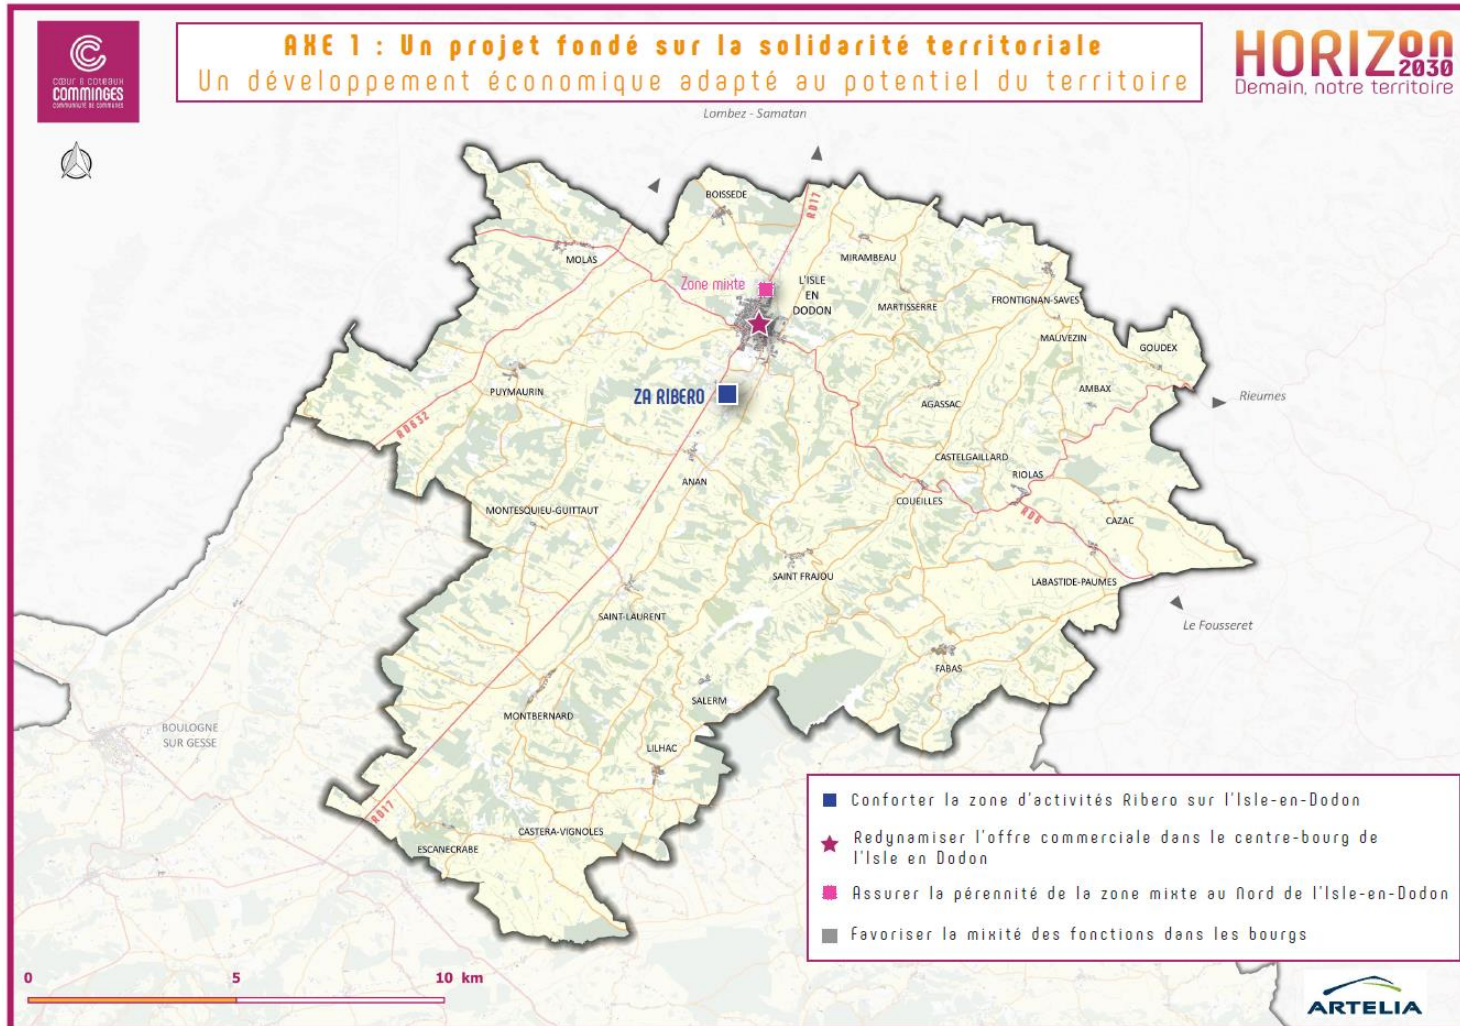 AXE 1 : Un projet fondé sur la solidarité territoriale
Un développement économique adapté au potentiel du territoire
CŒUR & COTEAUX
COMMINGES
COMMUNAUTÉ DE COMMUNES
HORIZON
2030
Demain, notre territoire
Lombez - Samatan
BOISSEDE
RD17
MOLAS
MIRAMBEAU
Zone mixte
L'ISLE
EN
DODON
MARTISSERRE
FRONTIGNAN-SAVES
MAUVEZIN
GOUDEX
PUYMAURIN
ZA RIBERO
AMBAX
Rieumes
AGASSAC
RD632
CASTELGAILLARD
RIOLAS
ANAN
COUEILLES
MONTESQUIEU-GUITTAUT
RD6
CAZAC
SAINT FRAJOU
LABASTIDE-PAUMES
SAINT-LAURENT
Le Fousseret
FABAS
SALERM
MONTBERNARD
BOULOGNE
SUR GESSE
LILHAC
RD17
CASTERA-VIGNOLES
ESCANECRABE
Conforter la zone d'activités Ribero sur l'Isle-en-Dodon
Redynamiser l'offre commerciale dans le centre-bourg de
l'Isle en Dodon
Assurer la pérennité de la zone mixte au Nord de l'Isle-en-Dodon
Favoriser la mixité des fonctions dans les bourgs
0 5 10 km
ARTELIA